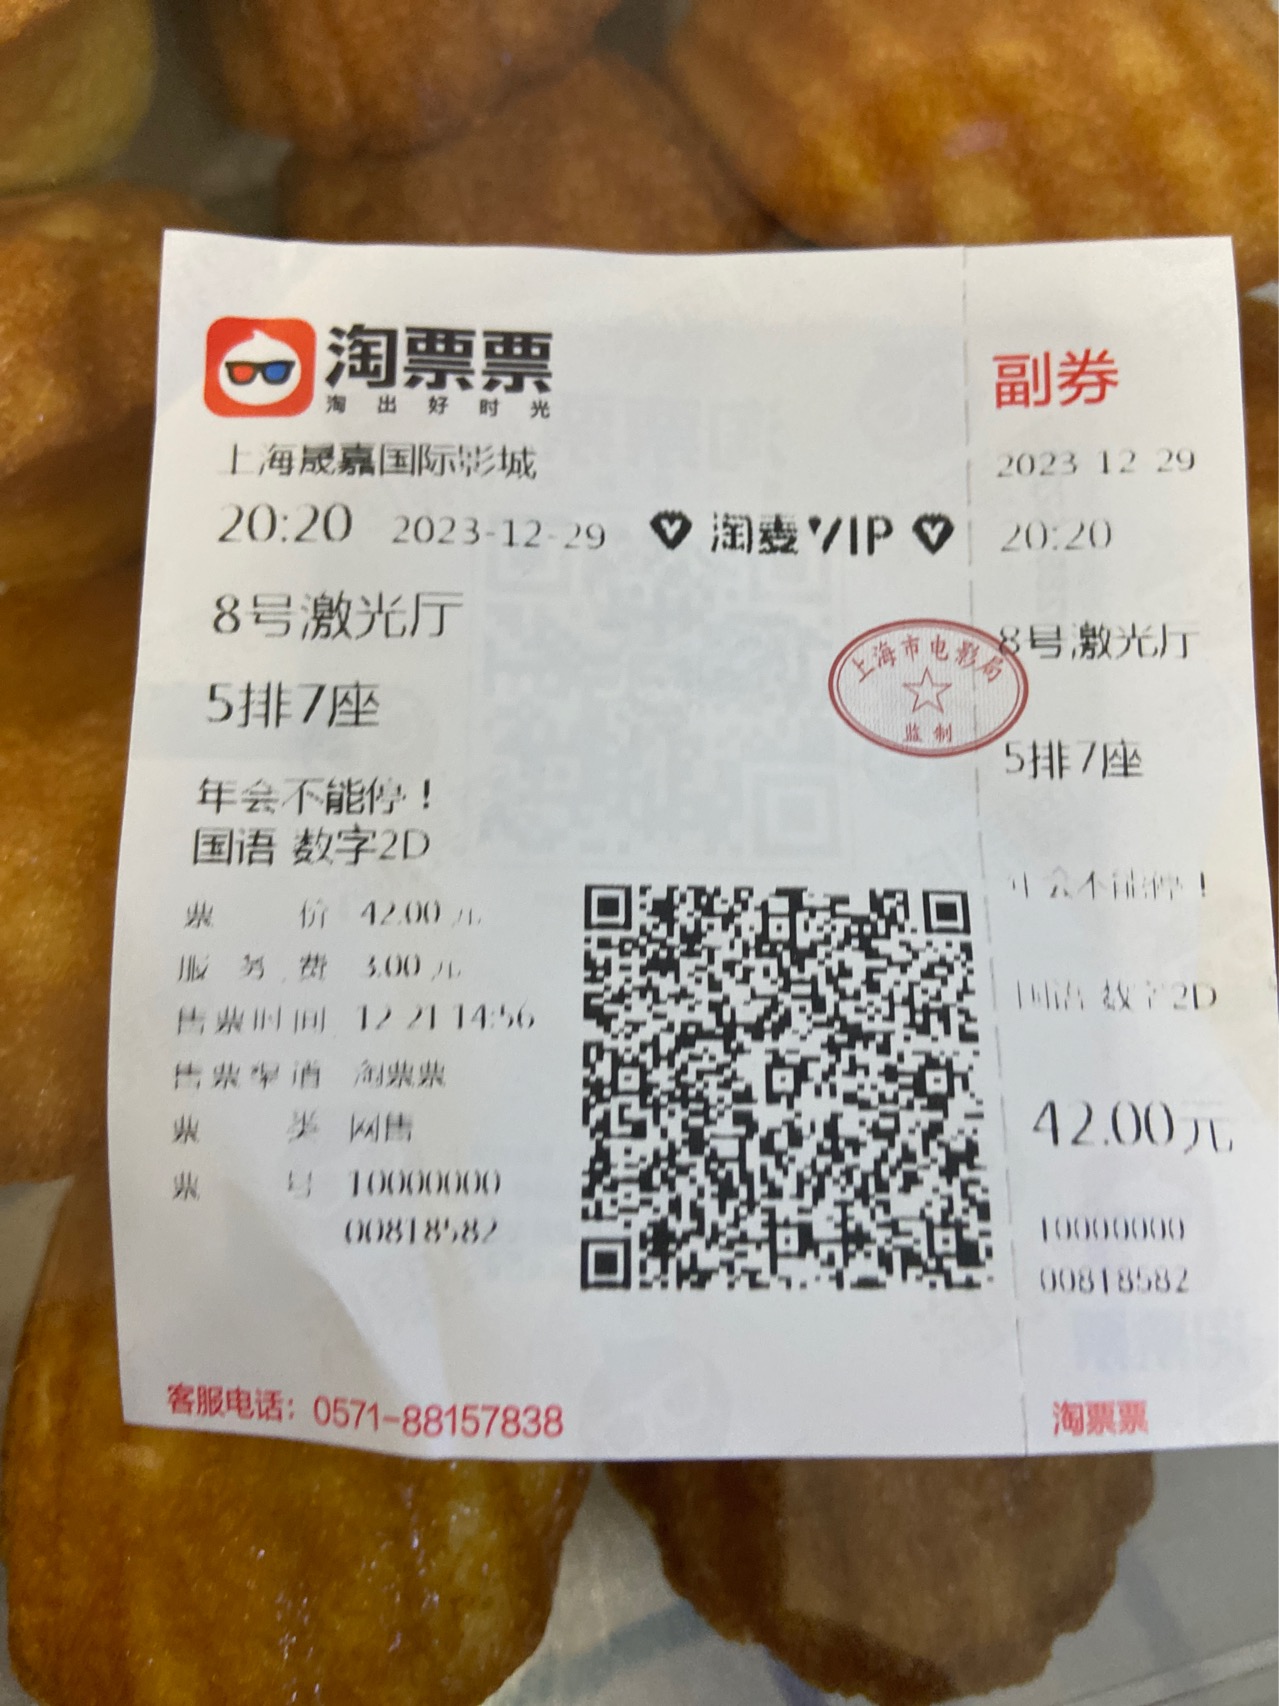 淘票票
淘出好时光
上海晟嘉国际影城
20:20 2023-12-29 淘麦VIP
8号激光厅
5排7座
年会不能停！
国语 数字2D
票价 42.00元
服务费 3.00元
售票时间 12-21 14:56
售票渠道 淘票票
票类 网售
票号 10000000
00818582
客服电话：0571-88157838
上海市电影局
监制
副券
2023-12-29
20:20
8号激光厅
5排7座
年会不能停！
国语 数字2D
42.00元
10000000
00818582
淘票票